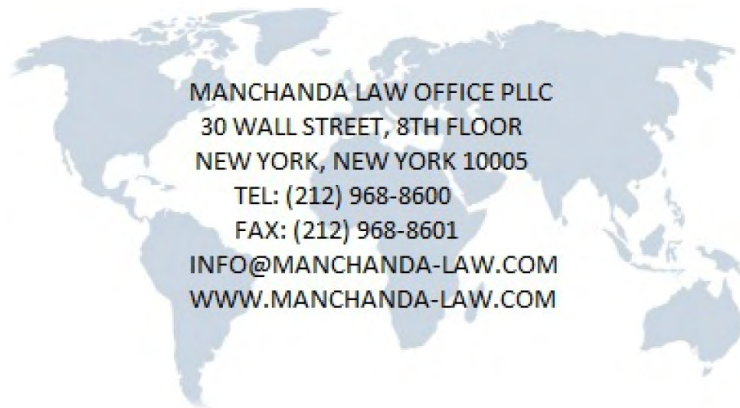 MANCHANDA LAW OFFICE PLLC
30 WALL STREET, 8TH FLOOR
NEW YORK, NEW YORK 10005
TEL: (212) 968-8600
FAX: (212) 968-8601
INFO@MANCHANDA-LAW.COM
WWW.MANCHANDA-LAW.COM